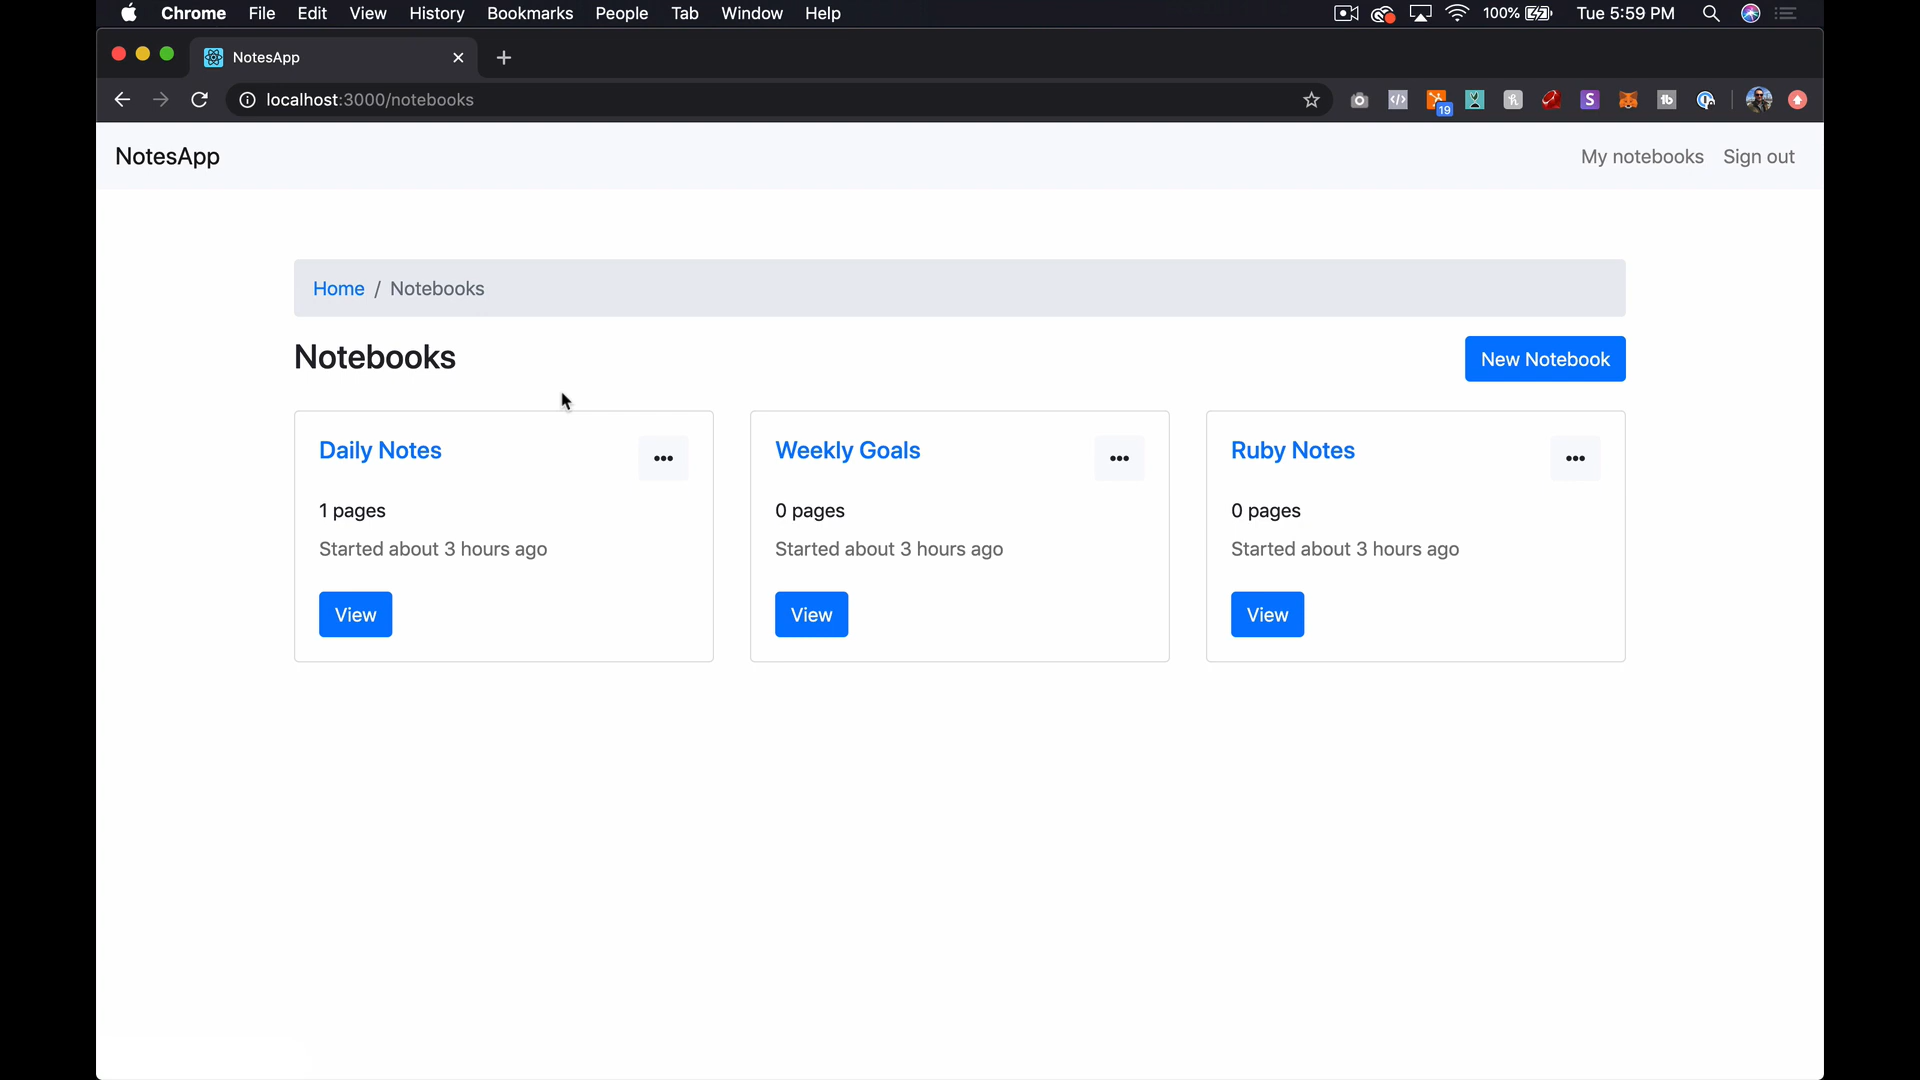 Chrome File Edit View History Bookmarks People Tab Window Help 100% Tue 5:59 PM
NotesApp
localhost:3000/notebooks
19
S
tb
NotesApp My notebooks Sign out
Home / Notebooks
Notebooks New Notebook
Daily Notes ••• Weekly Goals ••• Ruby Notes •••
1 pages 0 pages 0 pages
Started about 3 hours ago Started about 3 hours ago Started about 3 hours ago
View View View